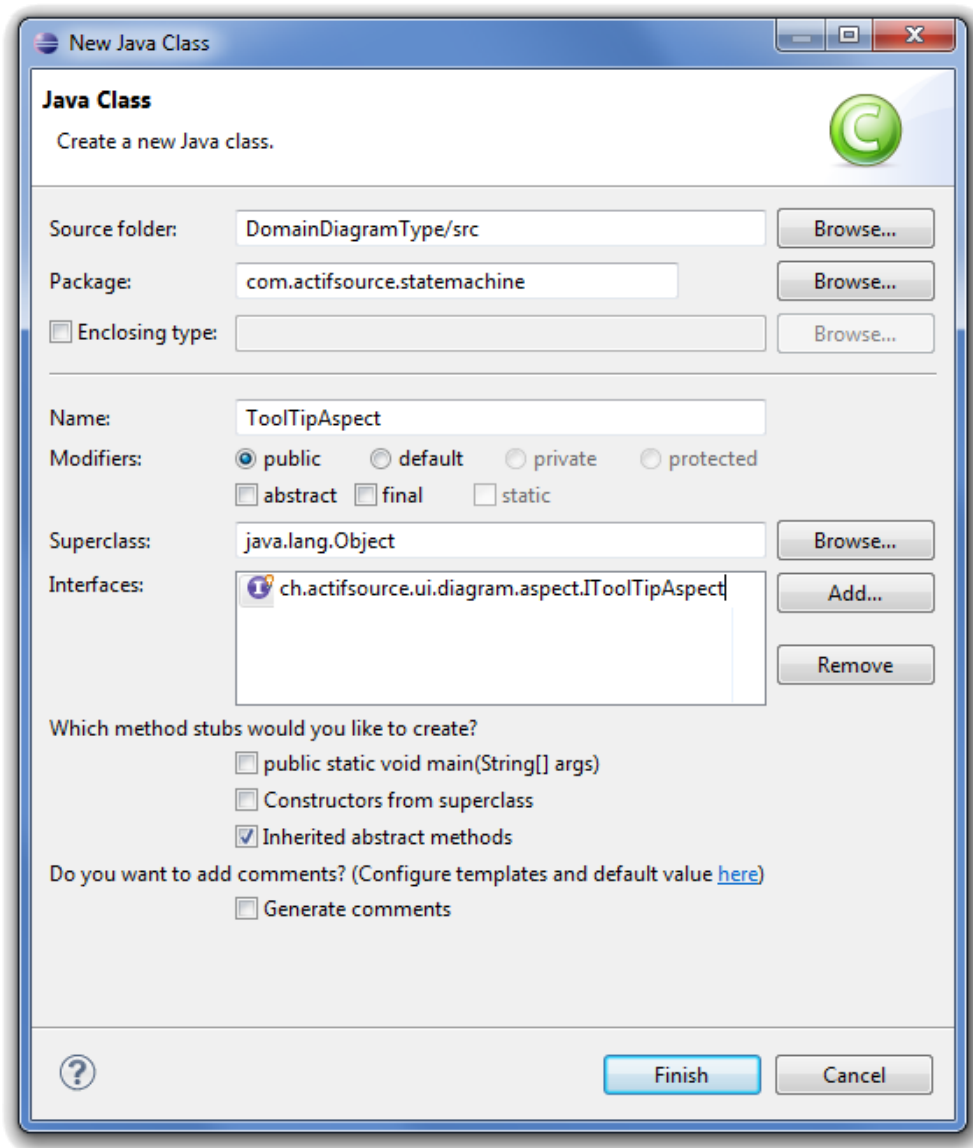 New Java Class
Java Class
Create a new Java class.
Source folder: DomainDiagramType/src Browse...
Package: com.actifsource.statemachine Browse...
Enclosing type: Browse...
Name: ToolTipAspect
Modifiers: public default private protected
abstract final static
Superclass: java.lang.Object Browse...
Interfaces: ch.actifsource.ui.diagram.aspect.IToolTipAspect Add...
Remove
Which method stubs would you like to create?
public static void main(String[] args)
Constructors from superclass
Inherited abstract methods
Do you want to add comments? (Configure templates and default value here)
Generate comments
Finish Cancel